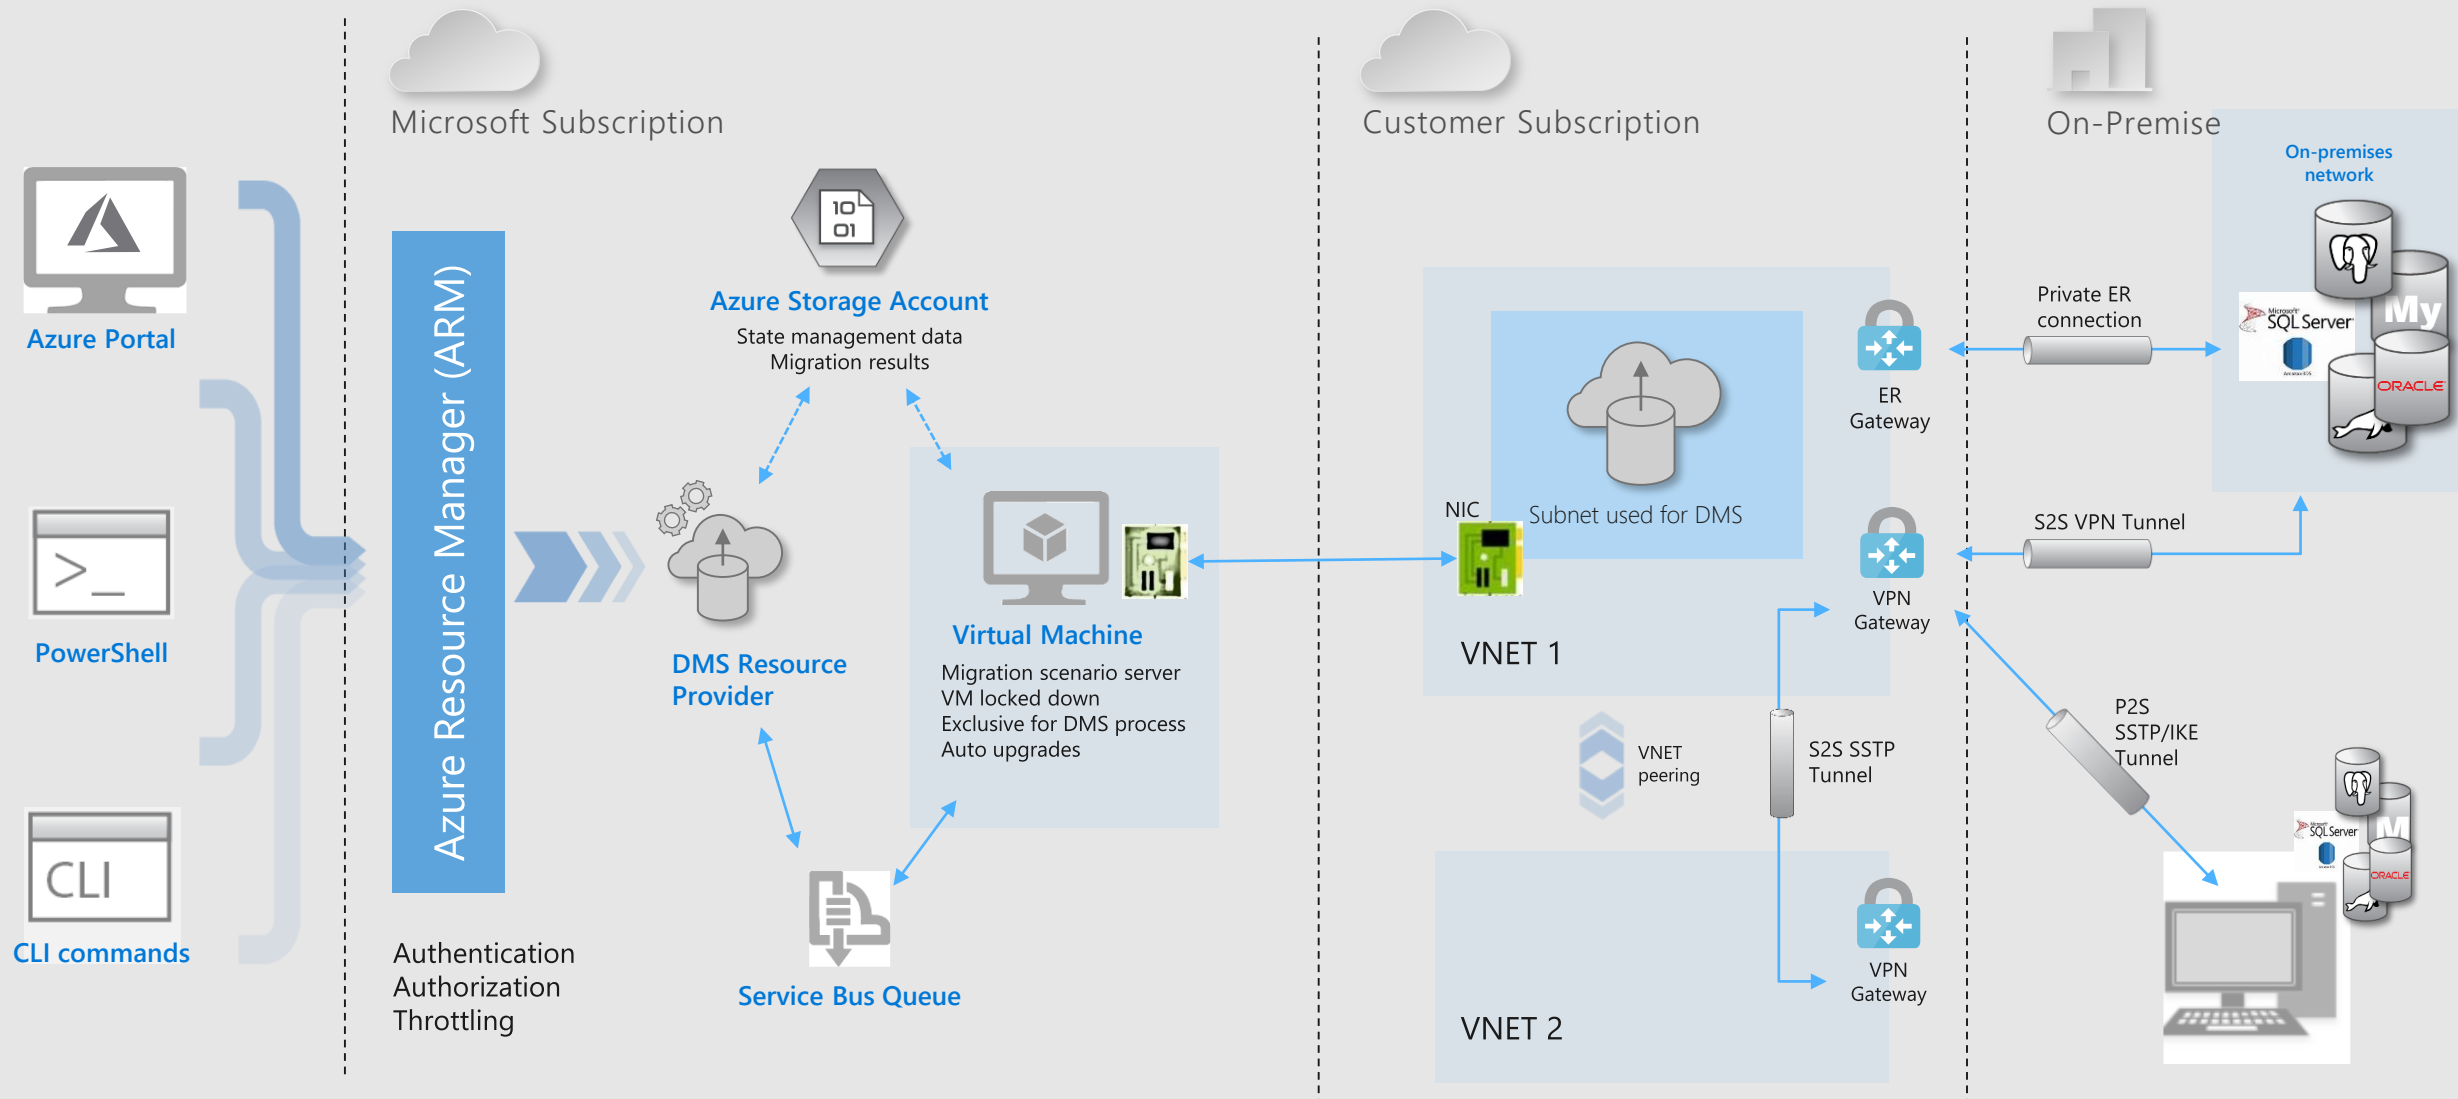 Microsoft Subscription
Customer Subscription
On-Premise
Azure Portal
PowerShell
>_
CLI
CLI commands
Azure Resource Manager (ARM)
Authentication
Authorization
Throttling
10
01
Azure Storage Account
State management data
Migration results
DMS Resource
Provider
Virtual Machine
Migration scenario server
VM locked down
Exclusive for DMS process
Auto upgrades
Service Bus Queue
NIC
Subnet used for DMS
VNET 1
ER
Gateway
VPN
Gateway
VNET
peering
S2S SSTP
Tunnel
VPN
Gateway
VNET 2
Private ER
connection
S2S VPN Tunnel
P2S
SSTP/IKE
Tunnel
On-premises
network
Microsoft
SQL Server
My
ORACLE
Microsoft
SQL Server
M
ORACLE